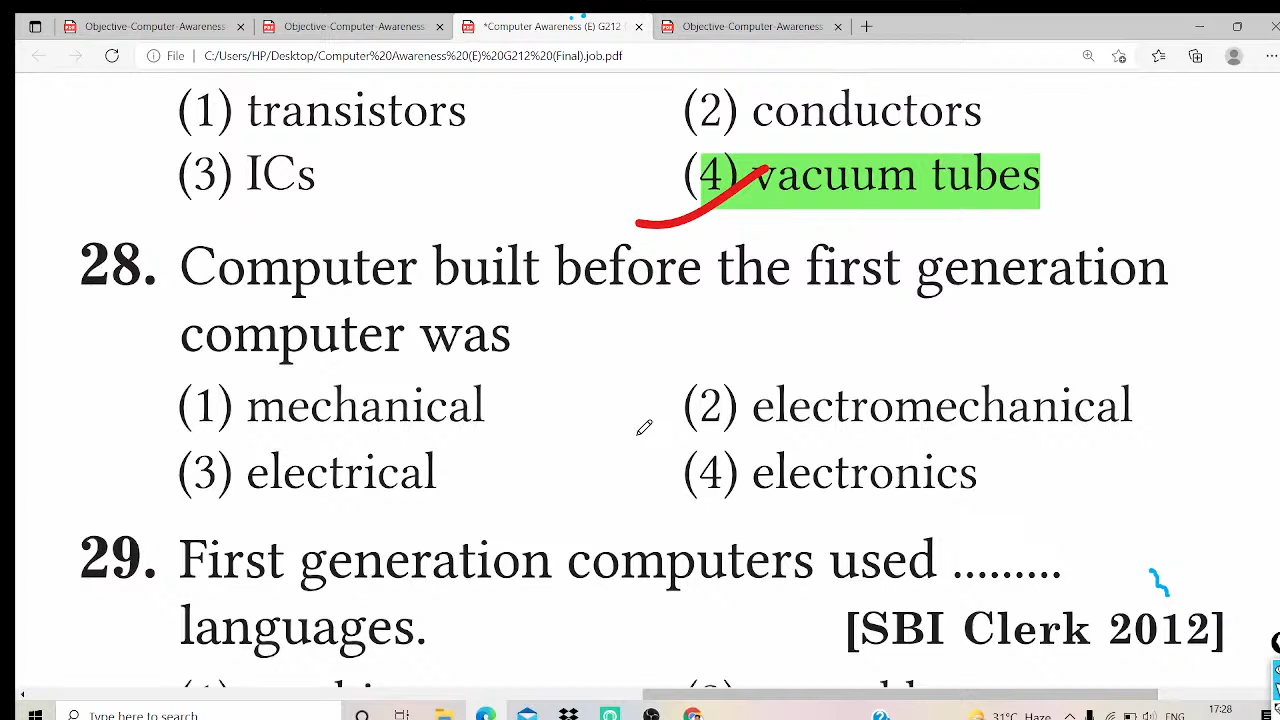 Objective-Computer-Awareness
Objective-Computer-Awareness
*Computer Awareness (E) G212
Objective-Computer-Awareness
File
C:/Users/HP/Desktop/Computer%20Awareness%20(E)%20G212%20(Final).job.pdf
(1) transistors (2) conductors
(3) ICs (4) vacuum tubes
28. Computer built before the first generation
computer was
(1) mechanical (2) electromechanical
(3) electrical (4) electronics
29. First generation computers used .........
languages. [SBI Clerk 2012]
Type here to search
31°C Haze
ENG
17:28